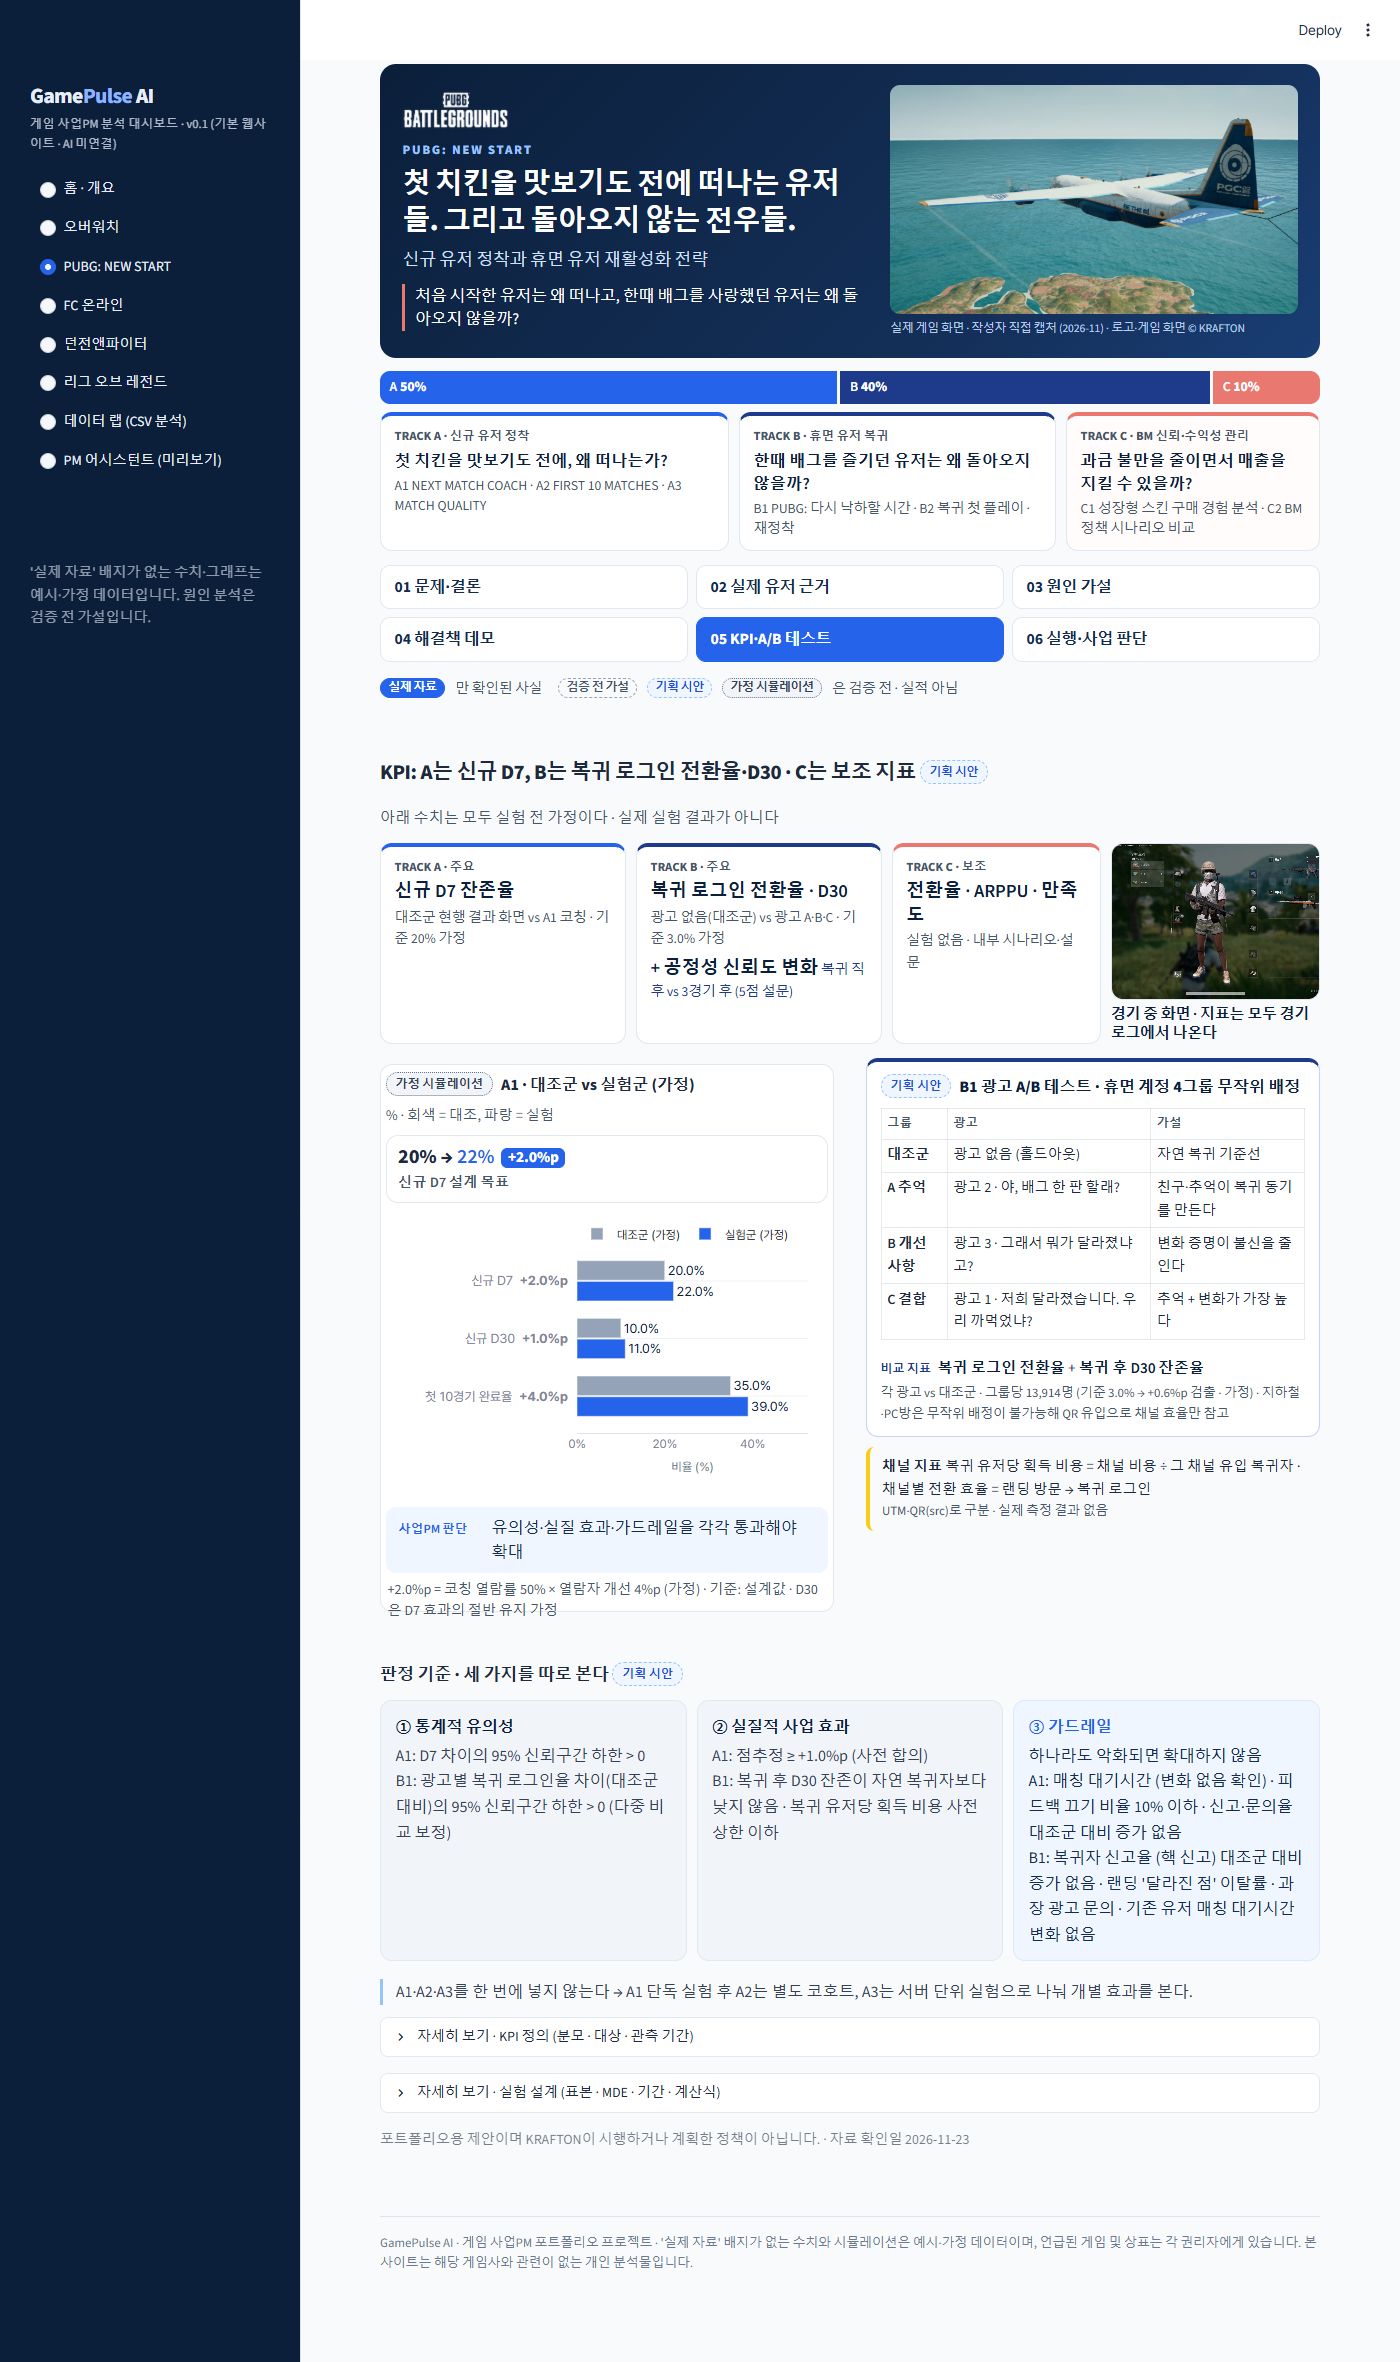 Deploy
GamePulse AI
게임 사업PM 분석 대시보드 · v0.1 (기본 웹사
이트 · AI 미연결)
홈 · 개요
오버워치
PUBG: NEW START
FC 온라인
던전앤파이터
리그 오브 레전드
데이터 랩 (CSV 분석)
PM 어시스턴트 (미리보기)
'실제 자료' 배지가 없는 수치·그래프는
예시·가정 데이터입니다. 원인 분석은
검증 전 가설입니다.
PUBG
BATTLEGROUNDS
PUBG: NEW START
첫 치킨을 맛보기도 전에 떠나는 유저
들. 그리고 돌아오지 않는 전우들.
신규 유저 정착과 휴면 유저 재활성화 전략
처음 시작한 유저는 왜 떠나고, 한때 배그를 사랑했던 유저는 왜 돌
아오지 않을까?
PGC
실제 게임 화면 · 작성자 직접 캡처 (2026-11) · 로고·게임 화면 © KRAFTON
A 50%
B 40%
C 10%
TRACK A · 신규 유저 정착
첫 치킨을 맛보기도 전에, 왜 떠나는가?
A1 NEXT MATCH COACH · A2 FIRST 10 MATCHES · A3
MATCH QUALITY
TRACK B · 휴면 유저 복귀
한때 배그를 즐기던 유저는 왜 돌아오지
않을까?
B1 PUBG: 다시 낙하할 시간 · B2 복귀 첫 플레이 ·
재정착
TRACK C · BM 신뢰·수익성 관리
과금 불만을 줄이면서 매출을
지킬 수 있을까?
C1 성장형 스킨 구매 경험 분석 · C2 BM
정책 시나리오 비교
01 문제·결론
02 실제 유저 근거
03 원인 가설
04 해결책 데모
05 KPI·A/B 테스트
06 실행·사업 판단
실제 자료 만 확인된 사실 검증 전 가설 기획 시안 가정 시뮬레이션 은 검증 전 · 실적 아님
KPI: A는 신규 D7, B는 복귀 로그인 전환율·D30 · C는 보조 지표 기획 시안
아래 수치는 모두 실험 전 가정이다 · 실제 실험 결과가 아니다
TRACK A · 주요
신규 D7 잔존율
대조군 현행 결과 화면 vs A1 코칭 · 기
준 20% 가정
TRACK B · 주요
복귀 로그인 전환율 · D30
광고 없음(대조군) vs 광고 A·B·C · 기
준 3.0% 가정
+ 공정성 신뢰도 변화 복귀 직
후 vs 3경기 후 (5점 설문)
TRACK C · 보조
전환율 · ARPPU · 만족
도
실험 없음 · 내부 시나리오·설
문
경기 중 화면 · 지표는 모두 경기
로그에서 나온다
가정 시뮬레이션 A1 · 대조군 vs 실험군 (가정)
% · 회색 = 대조, 파랑 = 실험
20% → 22% +2.0%p
신규 D7 설계 목표
대조군 (가정) 실험군 (가정)
신규 D7 +2.0%p
20.0%
22.0%
신규 D30 +1.0%p
10.0%
11.0%
첫 10경기 완료율 +4.0%p
35.0%
39.0%
0% 20% 40%
비율 (%)
사업PM 판단 유의성·실질 효과·가드레일을 각각 통과해야
확대
+2.0%p = 코칭 열람률 50% × 열람자 개선 4%p (가정) · 기준: 설계값 · D30
은 D7 효과의 절반 유지 가정
기획 시안 B1 광고 A/B 테스트 · 휴면 계정 4그룹 무작위 배정
그룹 광고 가설
대조군 광고 없음 (홀드아웃) 자연 복귀 기준선
A 추억 광고 2 · 야, 배그 한 판 할래? 친구·추억이 복귀 동기
를 만든다
B 개선 광고 3 · 그래서 뭐가 달라졌냐 변화 증명이 불신을 줄
사항 고? 인다
C 결합 광고 1 · 저희 달라졌습니다. 우 추억 + 변화가 가장 높
리 까먹었냐? 다
비교 지표 복귀 로그인 전환율 + 복귀 후 D30 잔존율
각 광고 vs 대조군 · 그룹당 13,914명 (기준 3.0% → +0.6%p 검출 · 가정) · 지하철
·PC방은 무작위 배정이 불가능해 QR 유입으로 채널 효율만 참고
채널 지표 복귀 유저당 획득 비용 = 채널 비용 ÷ 그 채널 유입 복귀자 ·
채널별 전환 효율 = 랜딩 방문 → 복귀 로그인
UTM·QR(src)로 구분 · 실제 측정 결과 없음
판정 기준 · 세 가지를 따로 본다 기획 시안
① 통계적 유의성
A1: D7 차이의 95% 신뢰구간 하한 > 0
B1: 광고별 복귀 로그인율 차이(대조군
대비)의 95% 신뢰구간 하한 > 0 (다중 비
교 보정)
② 실질적 사업 효과
A1: 점추정 ≥ +1.0%p (사전 합의)
B1: 복귀 후 D30 잔존이 자연 복귀자보다
낮지 않음 · 복귀 유저당 획득 비용 사전
상한 이하
③ 가드레일
하나라도 악화되면 확대하지 않음
A1: 매칭 대기시간 (변화 없음 확인) · 피
드백 끄기 비율 10% 이하 · 신고·문의율
대조군 대비 증가 없음
B1: 복귀자 신고율 (핵 신고) 대조군 대비
증가 없음 · 랜딩 '달라진 점' 이탈률 · 과
장 광고 문의 · 기존 유저 매칭 대기시간
변화 없음
A1·A2·A3를 한 번에 넣지 않는다 → A1 단독 실험 후 A2는 별도 코호트, A3는 서버 단위 실험으로 나눠 개별 효과를 본다.
자세히 보기 · KPI 정의 (분모 · 대상 · 관측 기간)
자세히 보기 · 실험 설계 (표본 · MDE · 기간 · 계산식)
포트폴리오용 제안이며 KRAFTON이 시행하거나 계획한 정책이 아닙니다. · 자료 확인일 2026-11-23
GamePulse AI · 게임 사업PM 포트폴리오 프로젝트 · '실제 자료' 배지가 없는 수치와 시뮬레이션은 예시·가정 데이터이며, 언급된 게임 및 상표는 각 권리자에게 있습니다. 본
사이트는 해당 게임사와 관련이 없는 개인 분석물입니다.